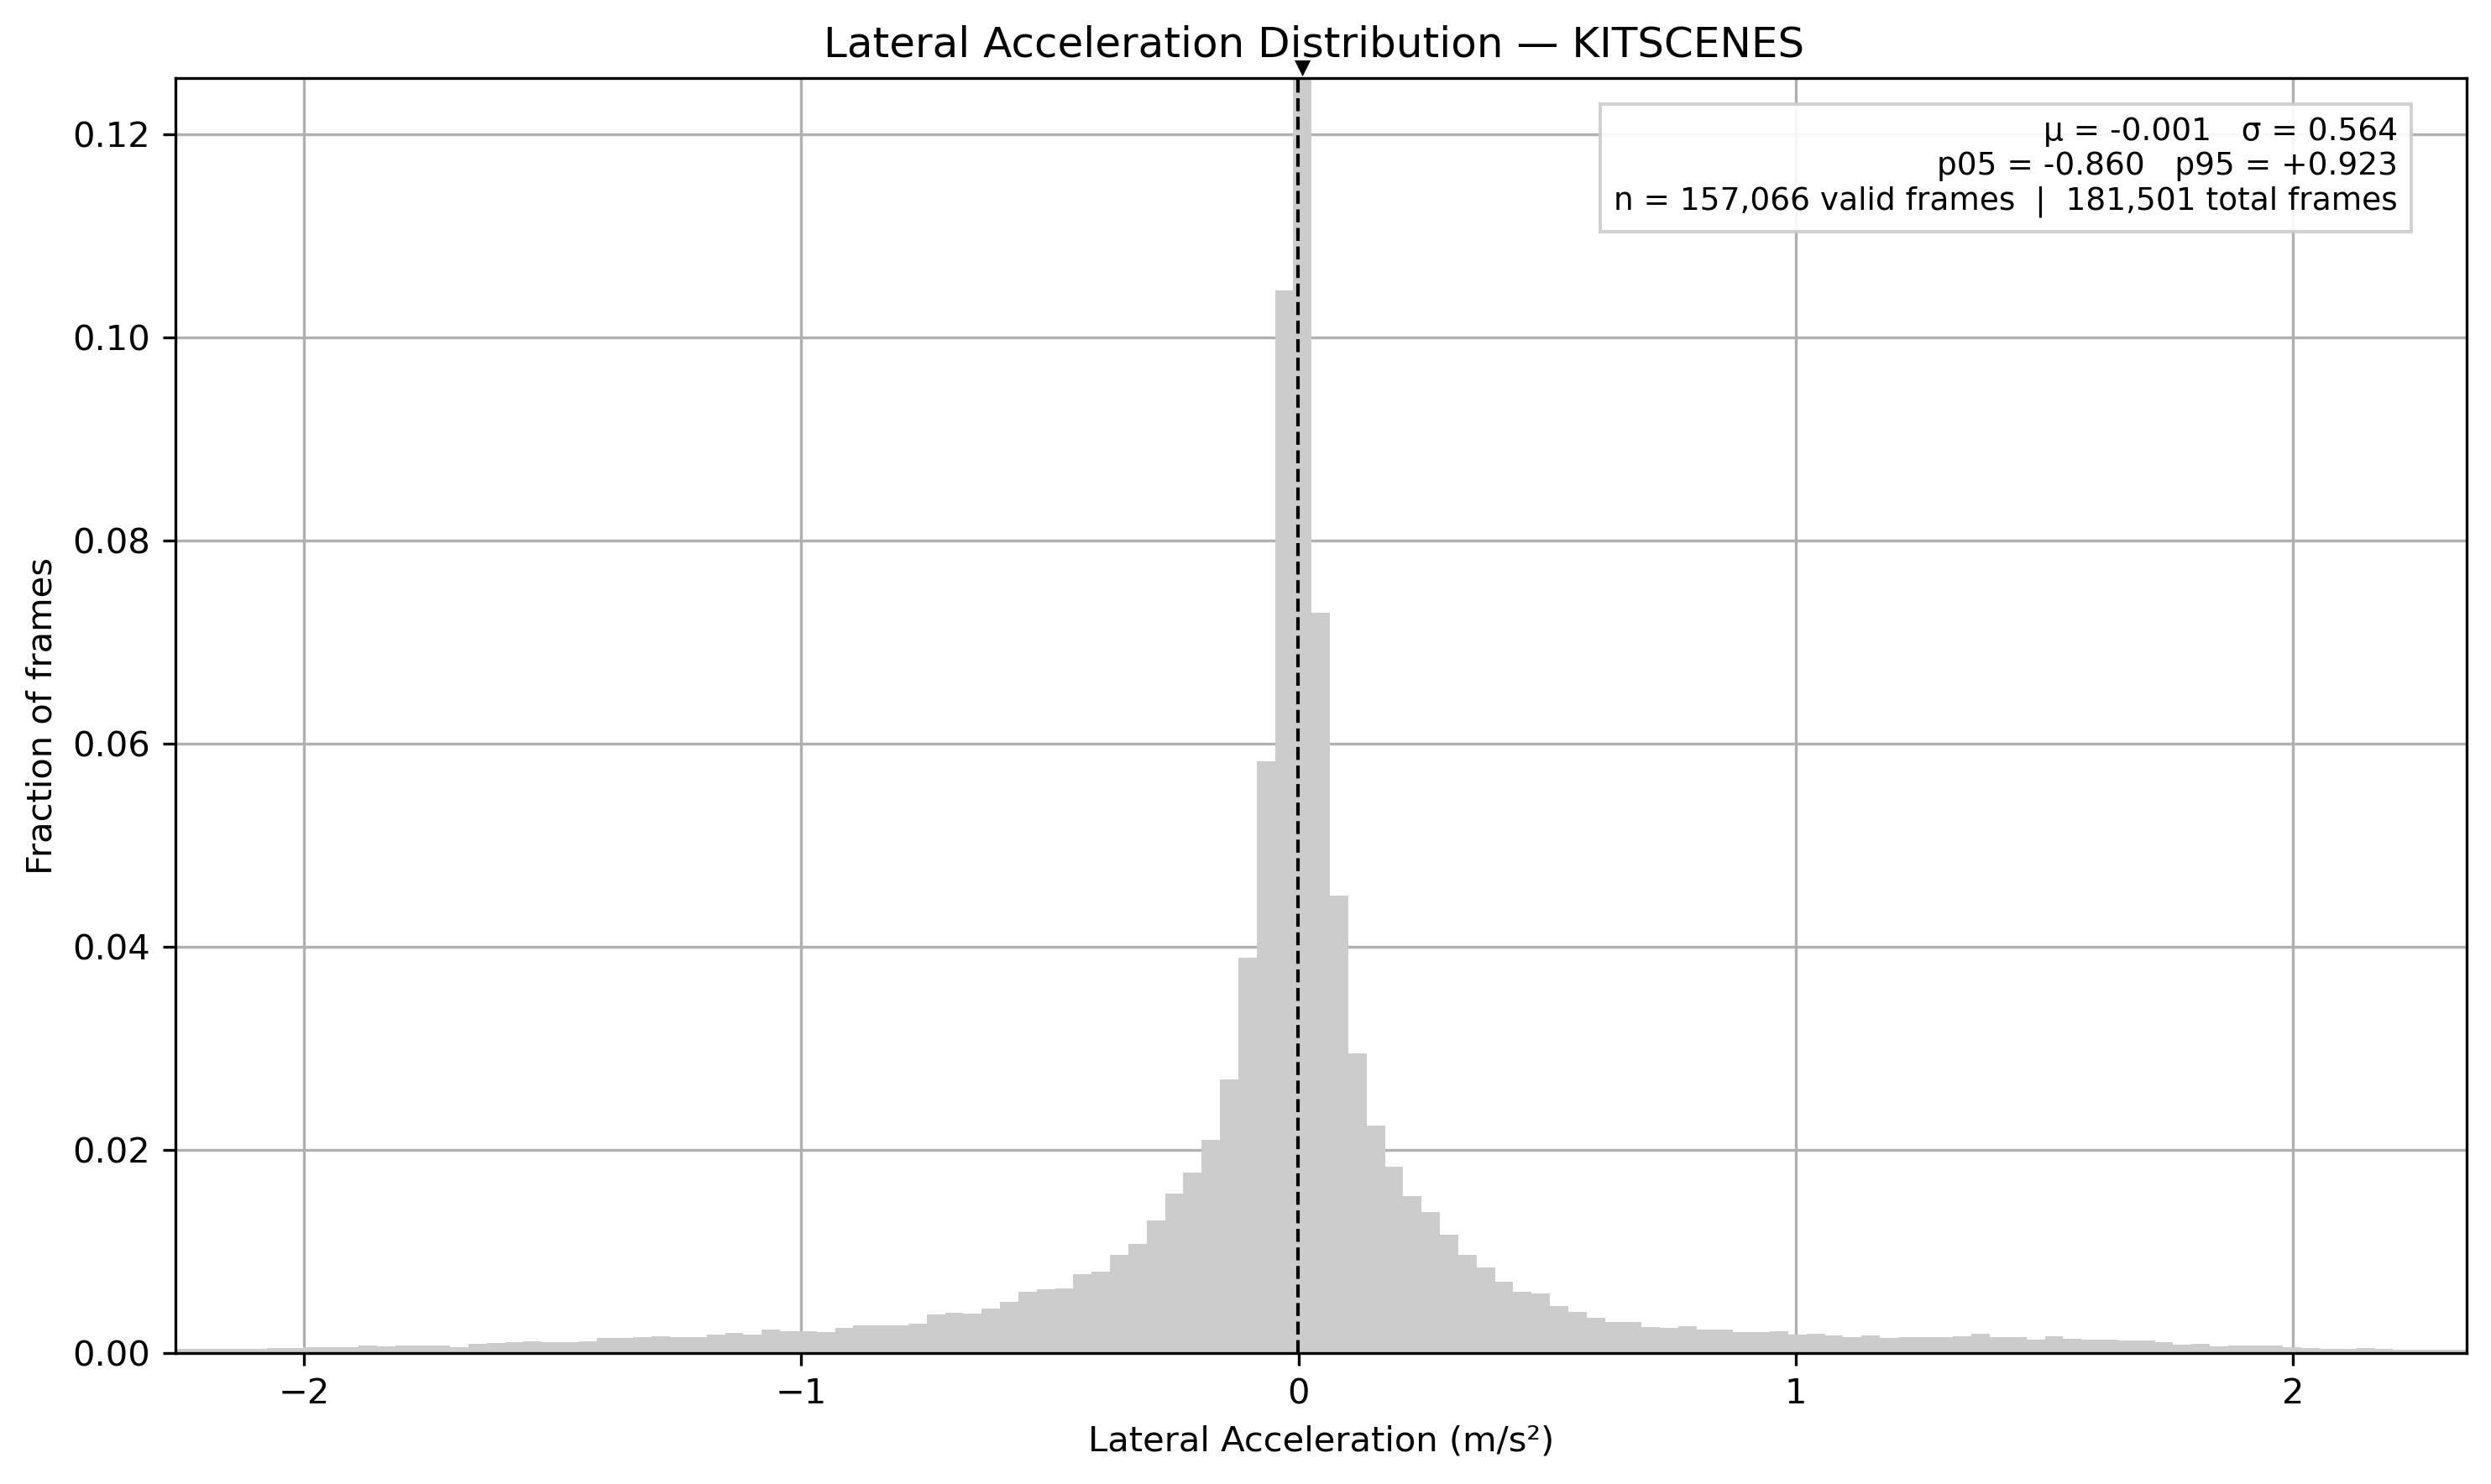 Lateral Acceleration Distribution — KITSCENES
μ = -0.001 σ = 0.564
p05 = -0.860 p95 = +0.923
n = 157,066 valid frames | 181,501 total frames
Fraction of frames
0.12
0.10
0.08
0.06
0.04
0.02
0.00
−2 −1 0 1 2
Lateral Acceleration (m/s²)